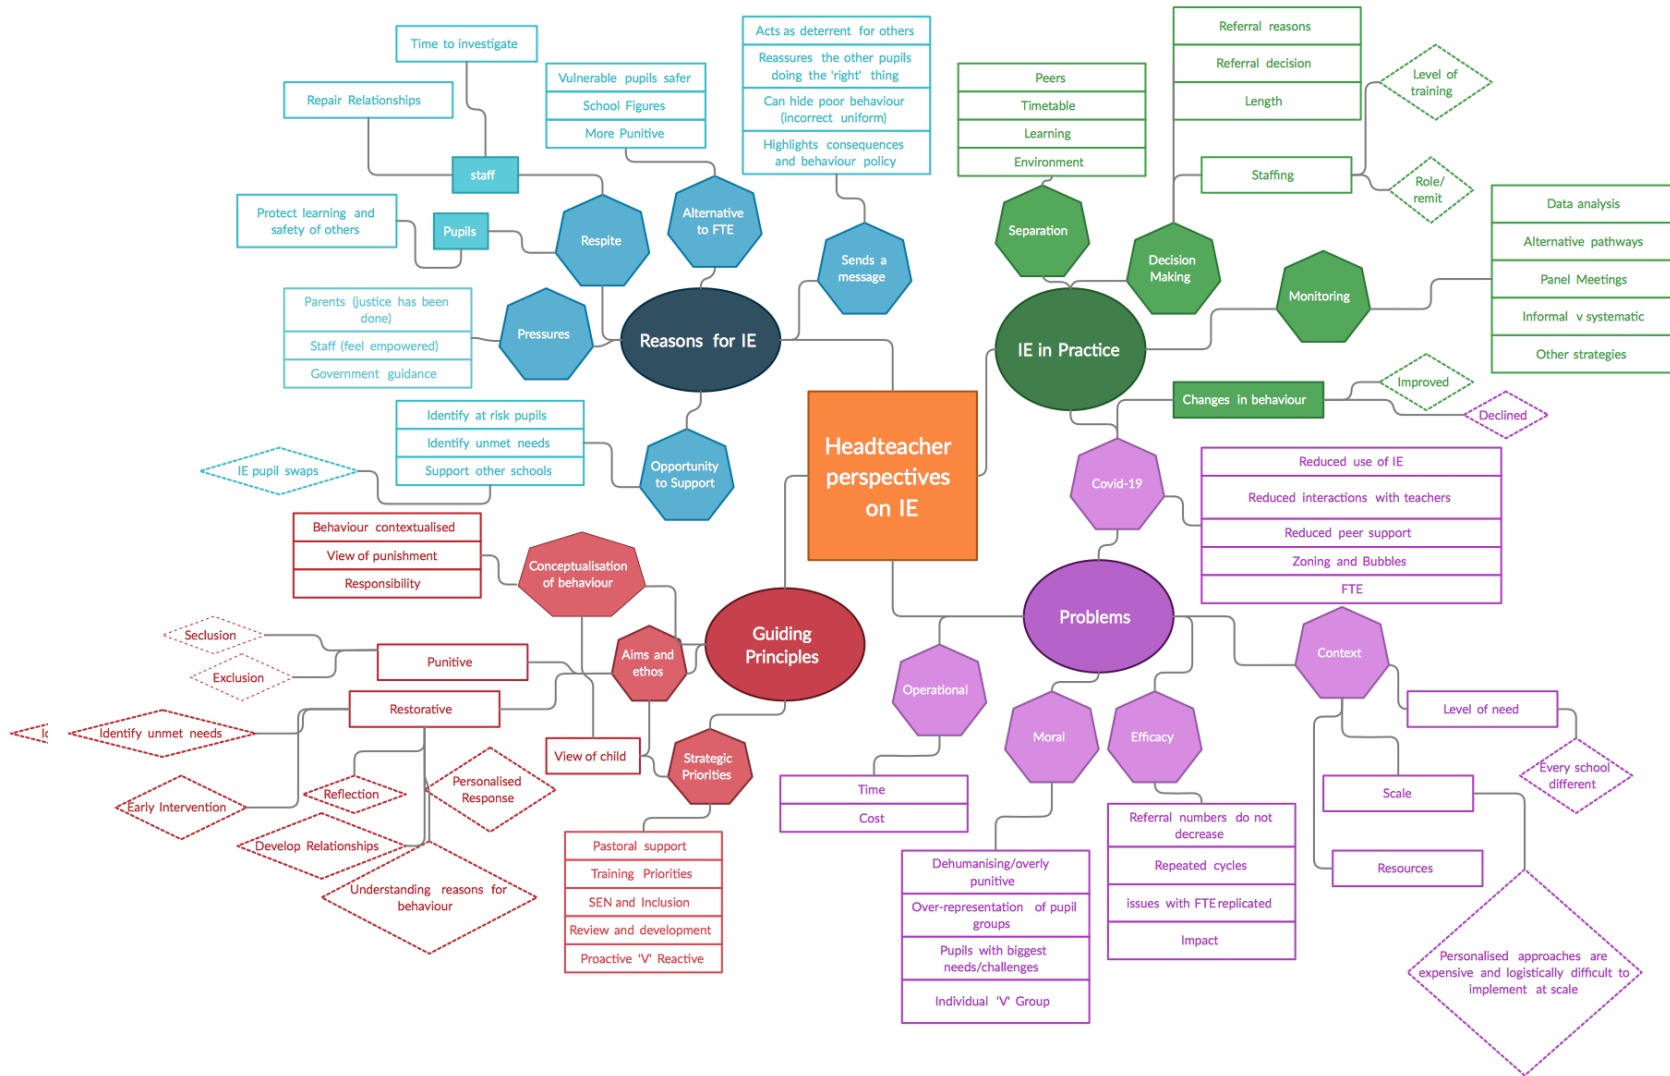 Time to investigate
Repair Relationships
staff
Protect learning and
safety of others
Pupils
Respite
Vulnerable pupils safer
School Figures
More Punitive
Alternative
to FTE
Acts as deterrent for others
Reassures the other pupils
doing the 'right' thing
Can hide poor behaviour
(incorrect uniform)
Highlights consequences
and behaviour policy
Sends a
message
Parents (justice has been
done)
Staff (feel empowered)
Government guidance
Pressures
Reasons for IE
Identify at risk pupils
Identify unmet needs
Support other schools
IE pupil swaps
Opportunity
to Support
Peers
Timetable
Learning
Environment
Separation
Referral reasons
Referral decision
Length
Staffing
Level of
training
Role/
remit
Decision
Making
Monitoring
Data analysis
Alternative pathways
Panel Meetings
Informal v systematic
Other strategies
IE in Practice
Changes in behaviour
Improved
Declined
Headteacher
perspectives
on IE
Covid-19
Reduced use of IE
Reduced interactions with teachers
Reduced peer support
Zoning and Bubbles
FTE
Behaviour contextualised
View of punishment
Responsibility
Conceptualisation
of behaviour
Guiding
Principles
Aims and
ethos
Seclusion
Exclusion
Punitive
Restorative
Identify unmet needs
Early Intervention
Reflection
Personalised
Response
Develop Relationships
Understanding reasons for
behaviour
View of child
Strategic
Priorities
Pastoral support
Training Priorities
SEN and Inclusion
Review and development
Proactive 'V' Reactive
Problems
Operational
Time
Cost
Moral
Dehumanising/overly
punitive
Over-representation of pupil
groups
Pupils with biggest
needs/challenges
Individual 'V' Group
Efficacy
Referral numbers do not
decrease
Repeated cycles
issues with FTE replicated
Impact
Context
Level of need
Every school
different
Scale
Resources
Personalised approaches are
expensive and logistically difficult to
implement at scale